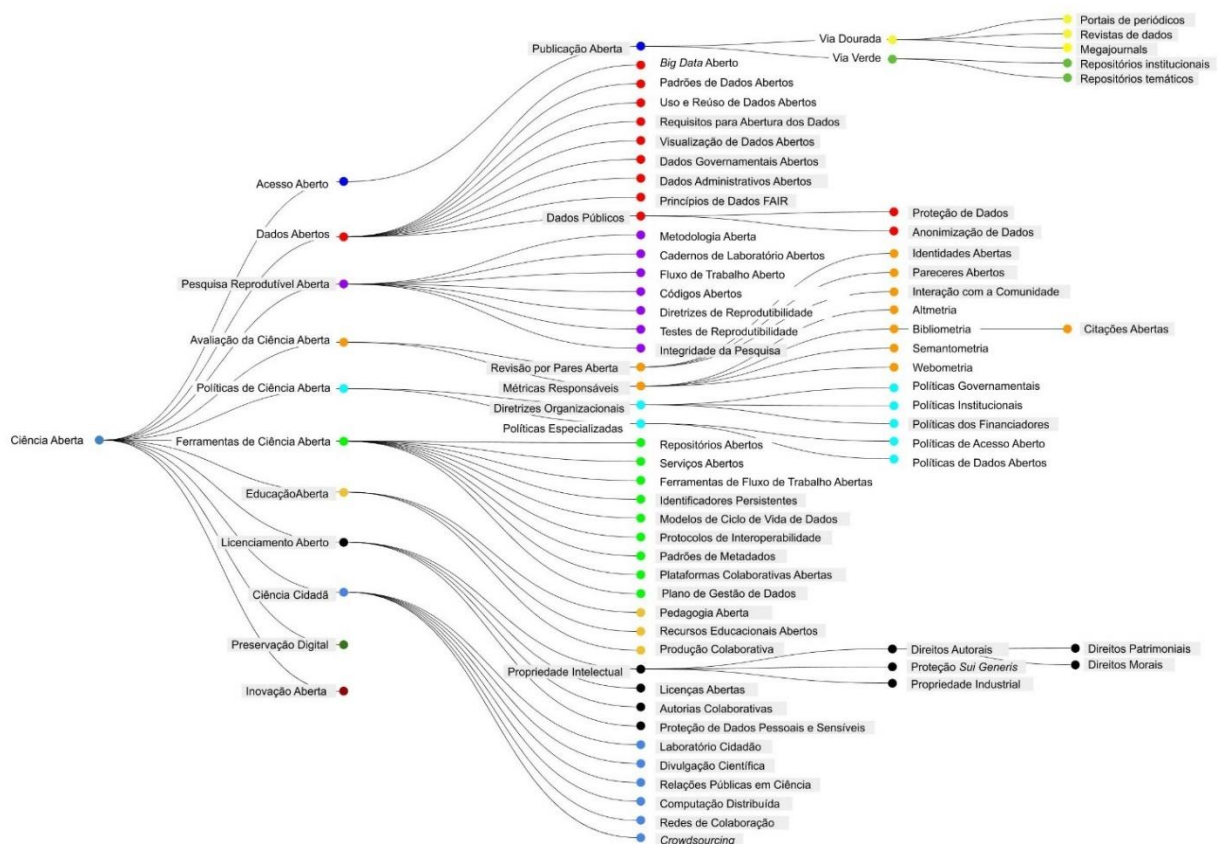 Ciência Aberta
Acesso Aberto
Publicação Aberta
Via Dourada
Portais de periódicos
Revistas de dados
Megajournals
Via Verde
Repositórios institucionais
Repositórios temáticos
Dados Abertos
Big Data Aberto
Padrões de Dados Abertos
Uso e Reúso de Dados Abertos
Requisitos para Abertura dos Dados
Visualização de Dados Abertos
Dados Governamentais Abertos
Dados Administrativos Abertos
Princípios de Dados FAIR
Dados Públicos
Proteção de Dados
Anonimização de Dados
Pesquisa Reprodutível Aberta
Metodologia Aberta
Cadernos de Laboratório Abertos
Fluxo de Trabalho Aberto
Códigos Abertos
Diretrizes de Reprodutibilidade
Testes de Reprodutibilidade
Integridade da Pesquisa
Avaliação da Ciência Aberta
Revisão por Pares Aberta
Identidades Abertas
Pareceres Abertos
Interação com a Comunidade
Métricas Responsáveis
Altmetria
Bibliometria
Citações Abertas
Semantometria
Webometria
Políticas de Ciência Aberta
Diretrizes Organizacionais
Políticas Governamentais
Políticas Institucionais
Políticas dos Financiadores
Políticas Especializadas
Políticas de Acesso Aberto
Políticas de Dados Abertos
Ferramentas de Ciência Aberta
Repositórios Abertos
Serviços Abertos
Ferramentas de Fluxo de Trabalho Abertas
Identificadores Persistentes
Modelos de Ciclo de Vida de Dados
Protocolos de Interoperabilidade
Padrões de Metadados
Plataformas Colaborativas Abertas
Plano de Gestão de Dados
EducaçãoAberta
Pedagogia Aberta
Recursos Educacionais Abertos
Produção Colaborativa
Licenciamento Aberto
Propriedade Intelectual
Direitos Autorais
Direitos Patrimoniais
Direitos Morais
Proteção Sui Generis
Propriedade Industrial
Licenças Abertas
Autorias Colaborativas
Proteção de Dados Pessoais e Sensíveis
Ciência Cidadã
Laboratório Cidadão
Divulgação Científica
Relações Públicas em Ciência
Computação Distribuída
Redes de Colaboração
Crowdsourcing
Preservação Digital
Inovação Aberta